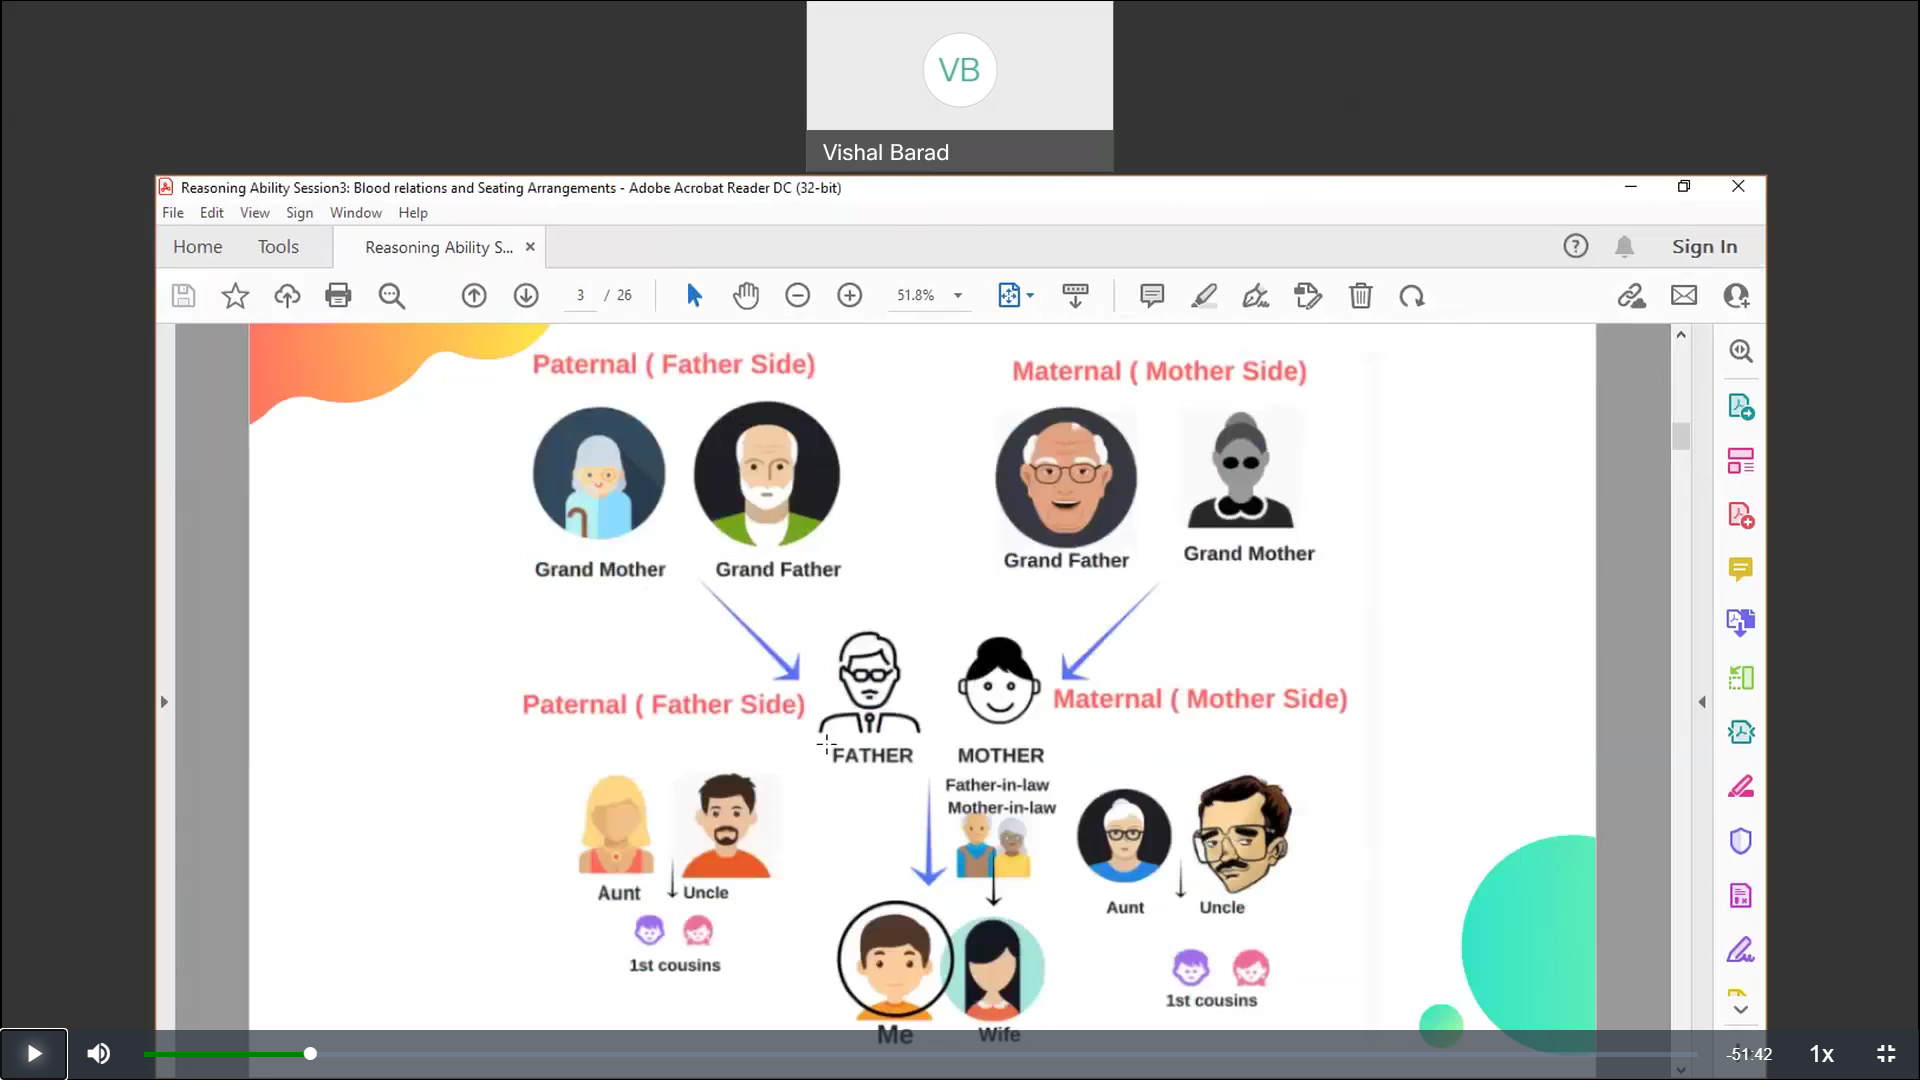 VB
Vishal Barad
Reasoning Ability Session3: Blood relations and Seating Arrangements - Adobe Acrobat Reader DC (32-bit)
File Edit View Sign Window Help
Home Tools Reasoning Ability S... Sign In
3 / 26 51.8%
Paternal ( Father Side) Maternal ( Mother Side)
Grand Mother Grand Father Grand Father Grand Mother
Paternal ( Father Side) Maternal ( Mother Side)
FATHER MOTHER
Father-in-law
Mother-in-law
Aunt Uncle Aunt Uncle
1st cousins 1st cousins
Me Wife
-51:42 1x